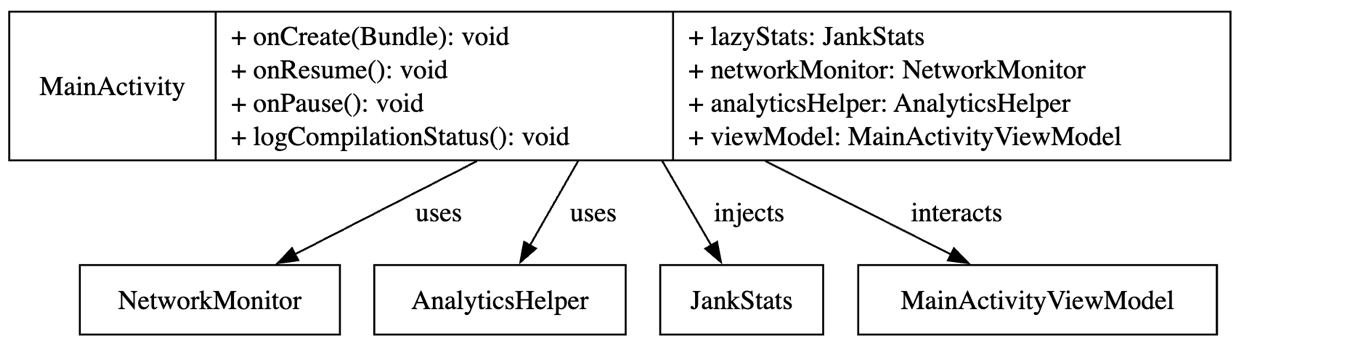 MainActivity
+ onCreate(Bundle): void
+ onResume(): void
+ onPause(): void
+ logCompilationStatus(): void
+ lazyStats: JankStats
+ networkMonitor: NetworkMonitor
+ analyticsHelper: AnalyticsHelper
+ viewModel: MainActivityViewModel
uses
uses
injects
interacts
NetworkMonitor
AnalyticsHelper
JankStats
MainActivityViewModel